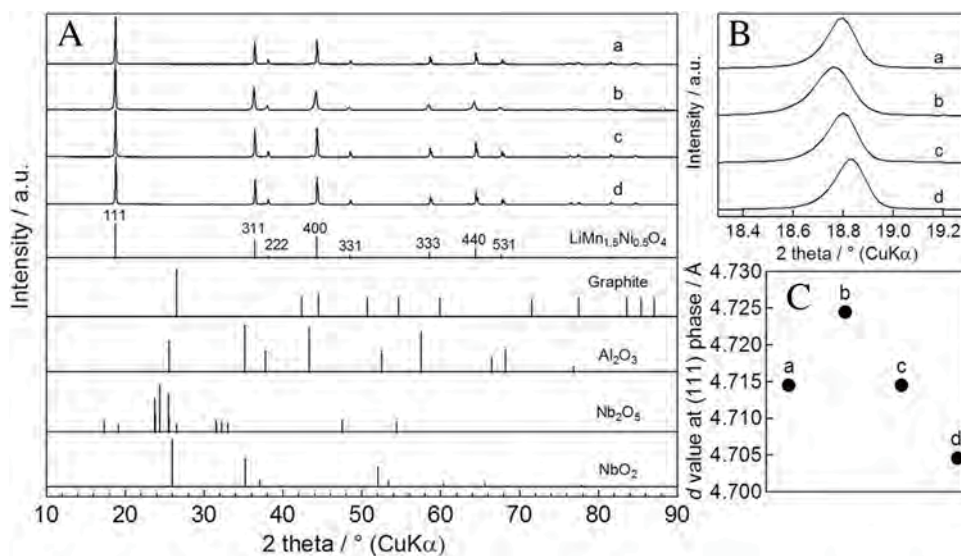 A
Intensity / a.u.
a
b
c
d
111
311
222
400
331
333
440
531
LiMn₁.₅Ni₀.₅O₄
Graphite
Al₂O₃
Nb₂O₅
NbO₂
10 20 30 40 50 60 70 80 90
2 theta / ° (CuKα)
B
Intensity / a.u.
a
b
c
d
18.4 18.6 18.8 19.0 19.2
2 theta / ° (CuKα)
C
d value at (111) phase / A
4.730
4.725
4.720
4.715
4.710
4.705
4.700
a
b
c
d